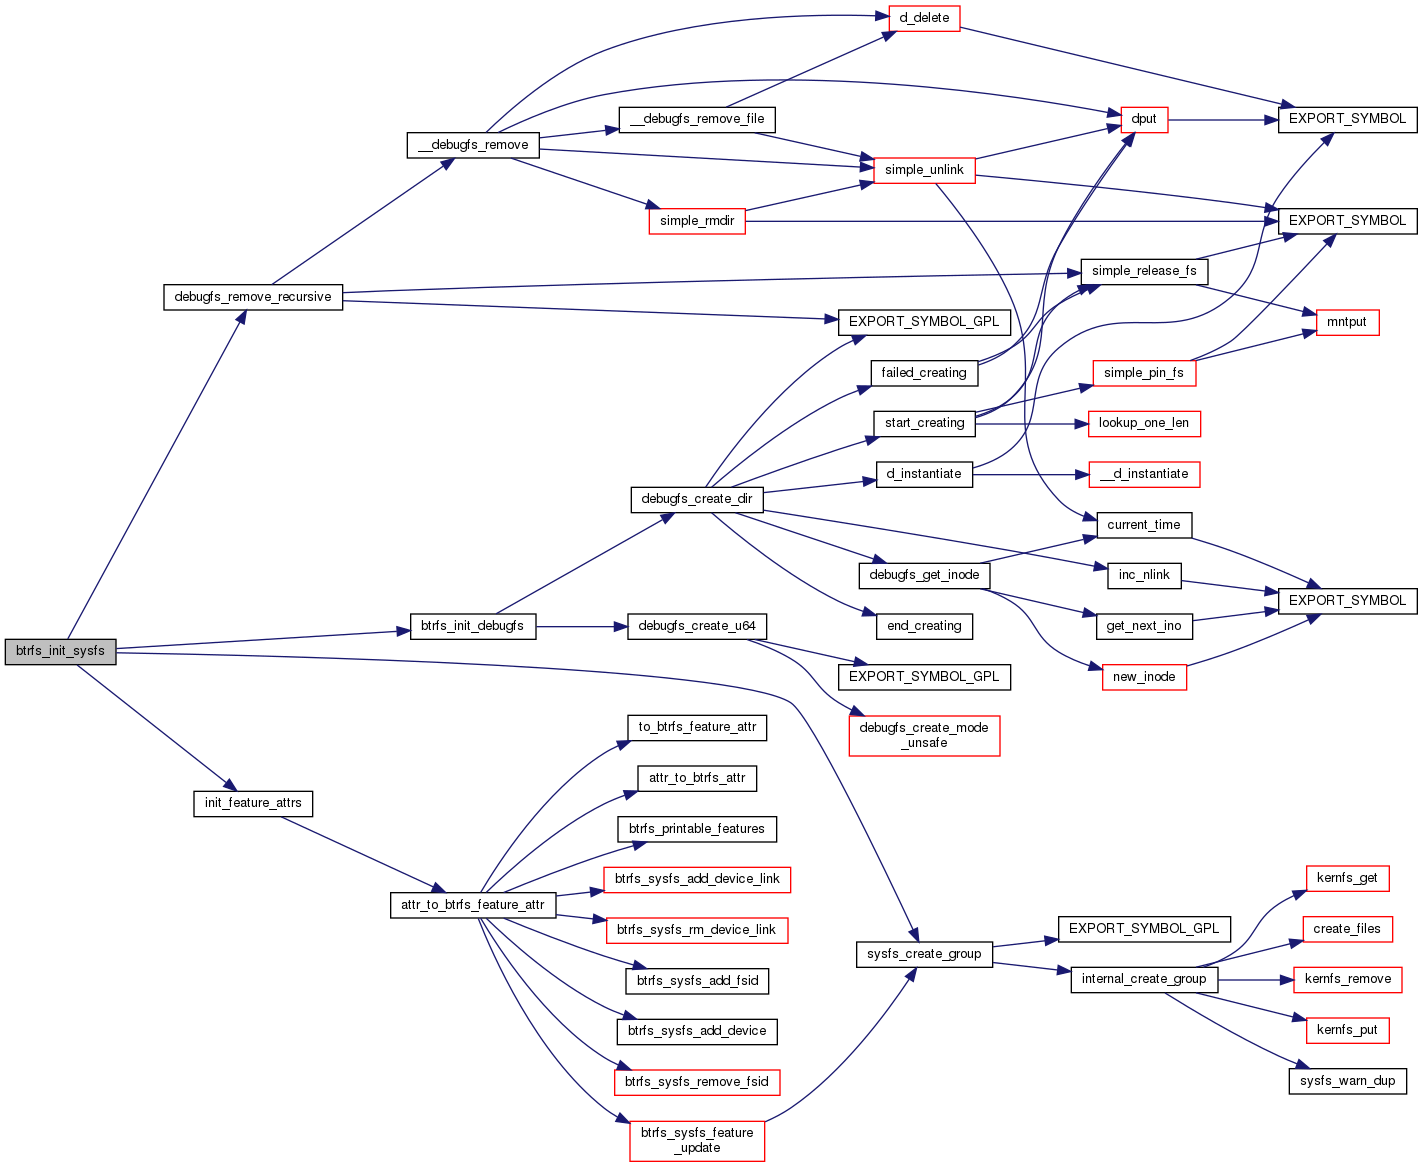 d_delete
__debugfs_remove_file
dput
EXPORT_SYMBOL
__debugfs_remove
simple_unlink
simple_rmdir
EXPORT_SYMBOL
simple_release_fs
debugfs_remove_recursive
EXPORT_SYMBOL_GPL
mntput
failed_creating
simple_pin_fs
start_creating
lookup_one_len
d_instantiate
__d_instantiate
debugfs_create_dir
current_time
debugfs_get_inode
inc_nlink
EXPORT_SYMBOL
btrfs_init_debugfs
debugfs_create_u64
end_creating
get_next_ino
btrfs_init_sysfs
EXPORT_SYMBOL_GPL
new_inode
to_btrfs_feature_attr
debugfs_create_mode
_unsafe
attr_to_btrfs_attr
init_feature_attrs
btrfs_printable_features
btrfs_sysfs_add_device_link
kernfs_get
attr_to_btrfs_feature_attr
btrfs_sysfs_rm_device_link
EXPORT_SYMBOL_GPL
create_files
sysfs_create_group
btrfs_sysfs_add_fsid
internal_create_group
kernfs_remove
btrfs_sysfs_add_device
kernfs_put
btrfs_sysfs_remove_fsid
sysfs_warn_dup
btrfs_sysfs_feature
_update